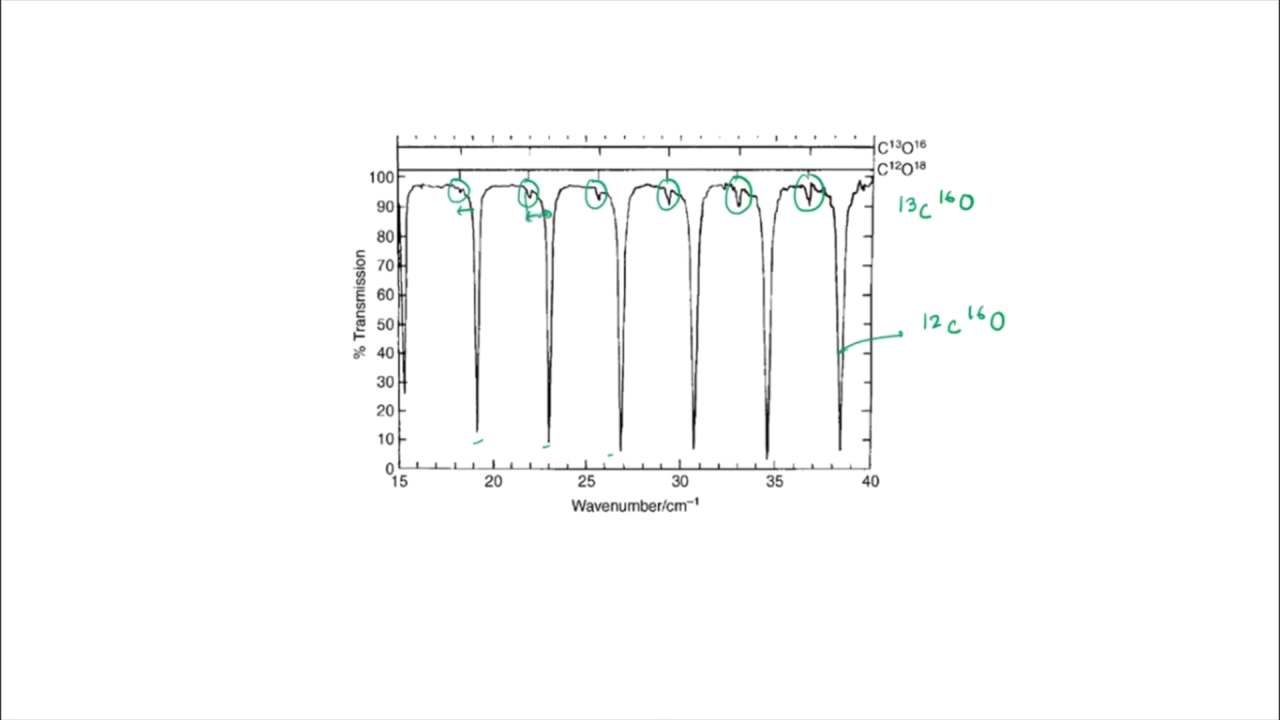 C¹³O¹⁶
C¹²O¹⁸
100
90
80
70
60
50
40
30
20
10
0
% Transmission
15 20 25 30 35 40
Wavenumber/cm⁻¹
¹³C¹⁶O
¹²C¹⁶O